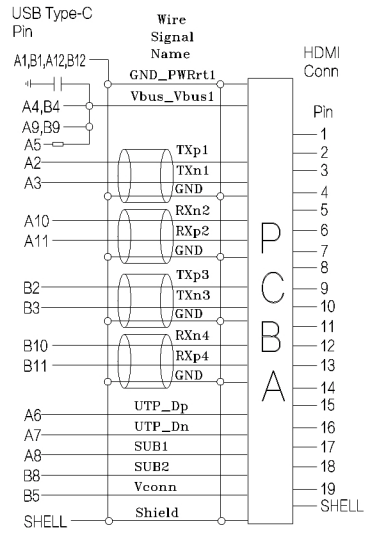 USB Type-C
Pin
Wire
Signal
Name
HDMI
Conn
Pin
A1,B1,A12,B12
GND_PWRrt1
A4,B4
Vbus_Vbus1
A9,B9
A5
A2
TXp1
A3
TXn1
GND
A10
RXn2
A11
RXp2
GND
B2
TXp3
B3
TXn3
GND
B10
RXn4
B11
RXp4
GND
A6
UTP_Dp
A7
UTP_Dn
A8
SUB1
B8
SUB2
B5
Vconn
SHELL
Shield
P
C
B
A
1
2
3
4
5
6
7
8
9
10
11
12
13
14
15
16
17
18
19
SHELL